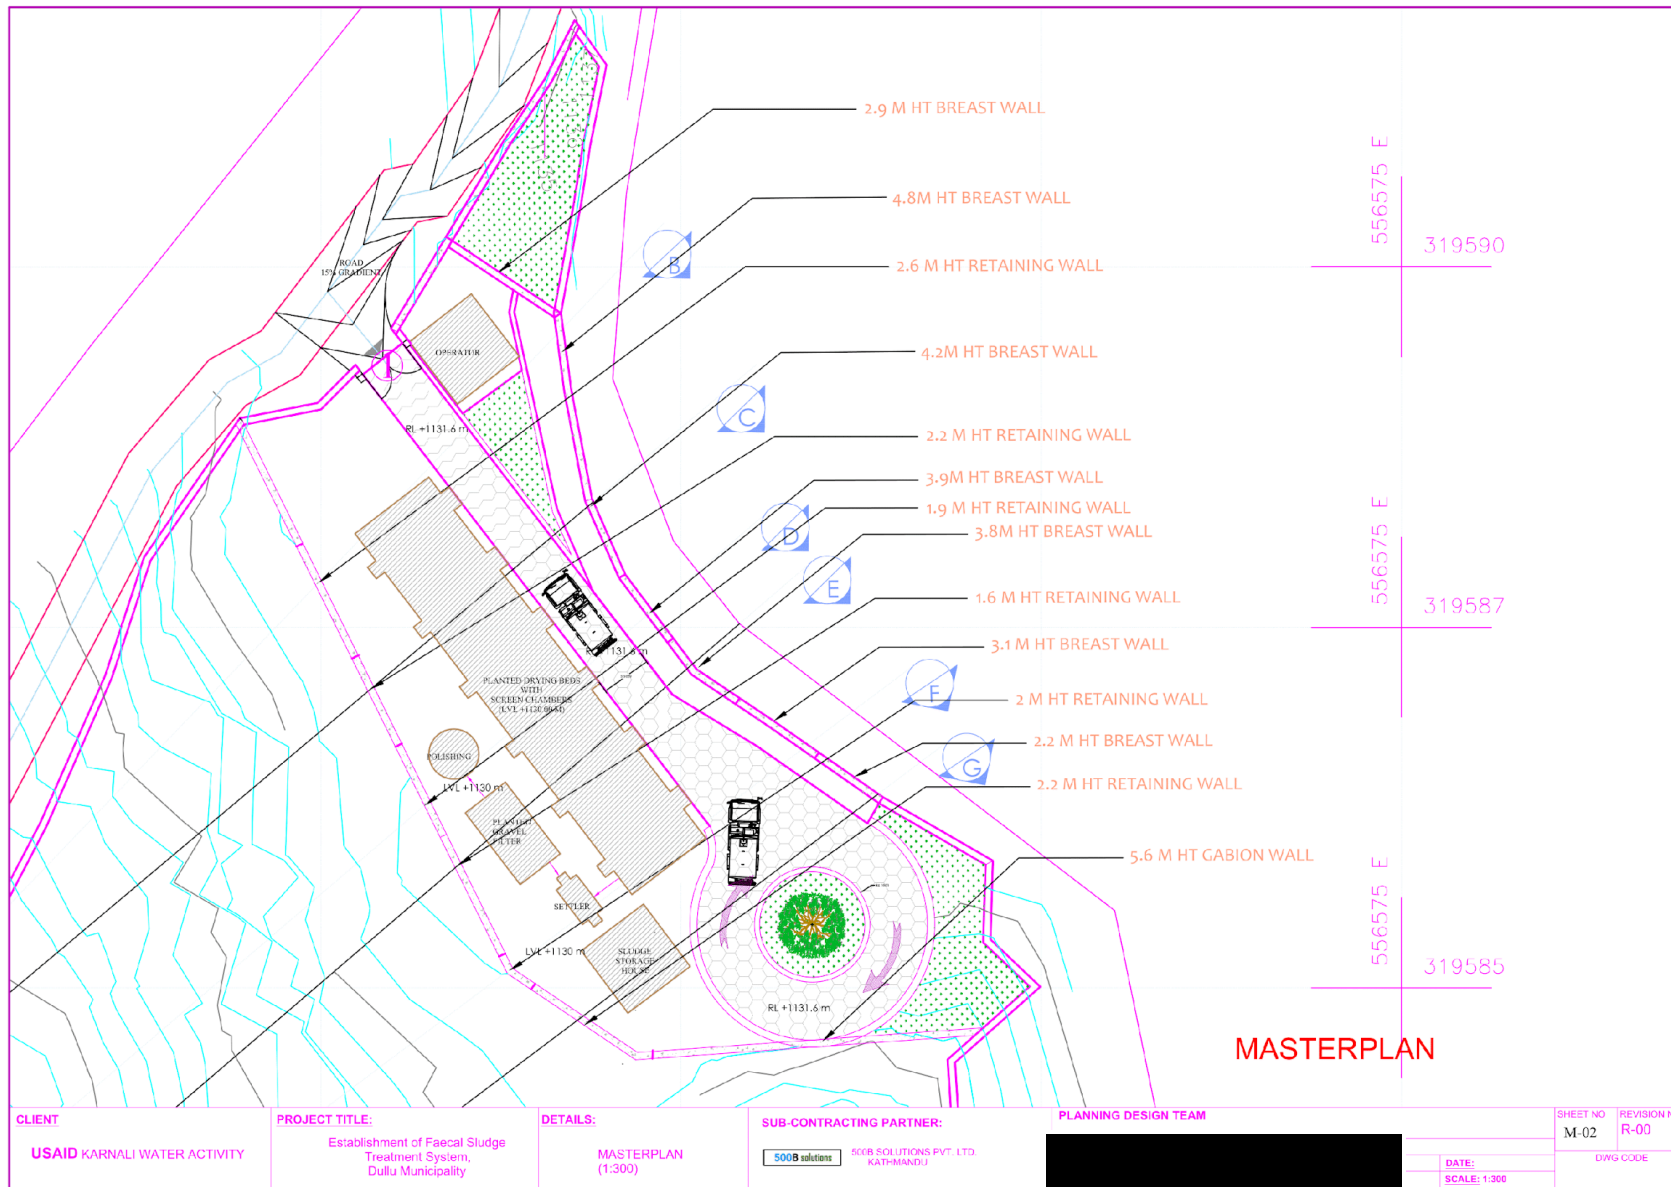 2.9 M HT BREAST WALL
4.8M HT BREAST WALL
2.6 M HT RETAINING WALL
4.2M HT BREAST WALL
2.2 M HT RETAINING WALL
3.9M HT BREAST WALL
1.9 M HT RETAINING WALL
3.8M HT BREAST WALL
1.6 M HT RETAINING WALL
3.1 M HT BREAST WALL
2 M HT RETAINING WALL
2.2 M HT BREAST WALL
2.2 M HT RETAINING WALL
5.6 M HT GABION WALL
B
C
D
E
F
G
556575 E
319590
556575 E
319587
556575 E
319585
ROAD
15% GRADIENT
OPERATOR
RL +1131.6 m
PLANTED DRYING BEDS
WITH
SCREEN CHAMBERS
POLISHING
LVL +1130 m
PLANTED
GRAVEL
FILTER
SETTLER
LVL +1130 m
SLUDGE
STORAGE
HOUSE
RL +1131.6 m
MASTERPLAN
CLIENT
USAID KARNALI WATER ACTIVITY
PROJECT TITLE:
Establishment of Faecal Sludge
Treatment System,
Dullu Municipality
DETAILS:
MASTERPLAN
(1:300)
SUB-CONTRACTING PARTNER:
500B solutions
500B SOLUTIONS PVT. LTD.
KATHMANDU
PLANNING DESIGN TEAM
DATE:
SCALE: 1:300
SHEET NO
M-02
REVISION N
R-00
DWG CODE